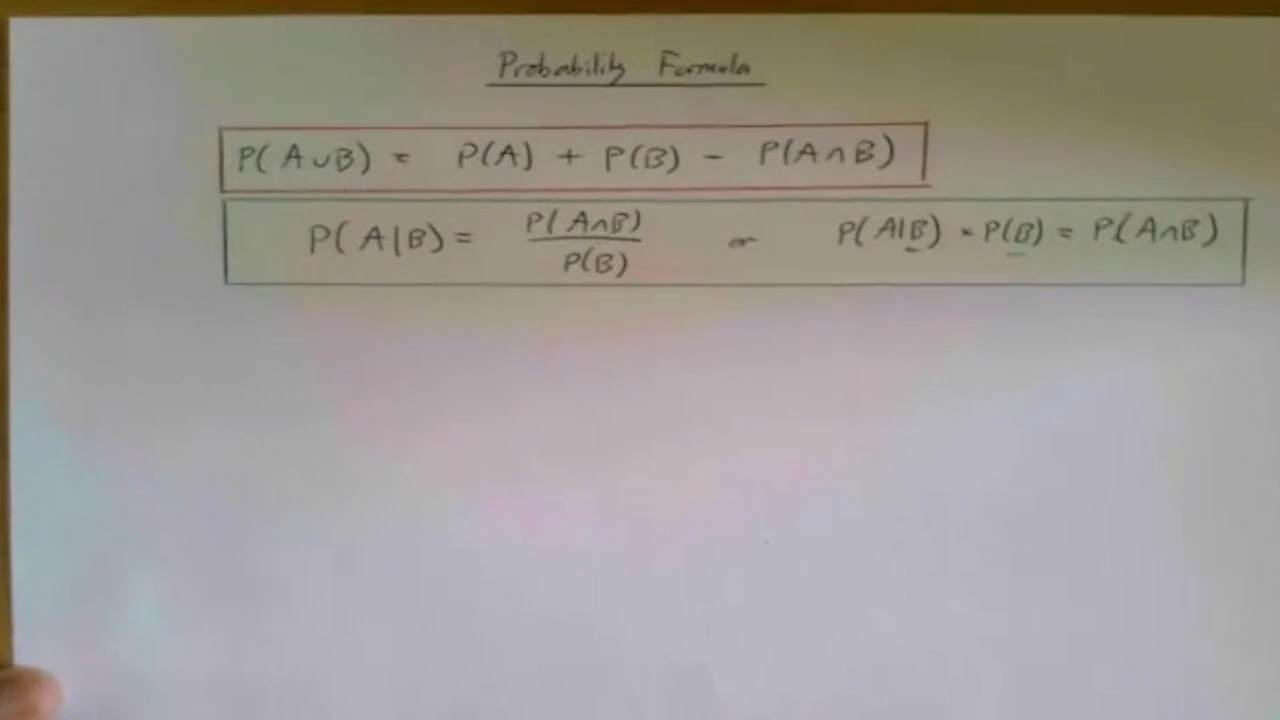 Probability Formula
P(A∪B) = P(A) + P(B) - P(A∩B)
P(A|B) = P(A∩B) / P(B) or P(A|B) × P(B) = P(A∩B)